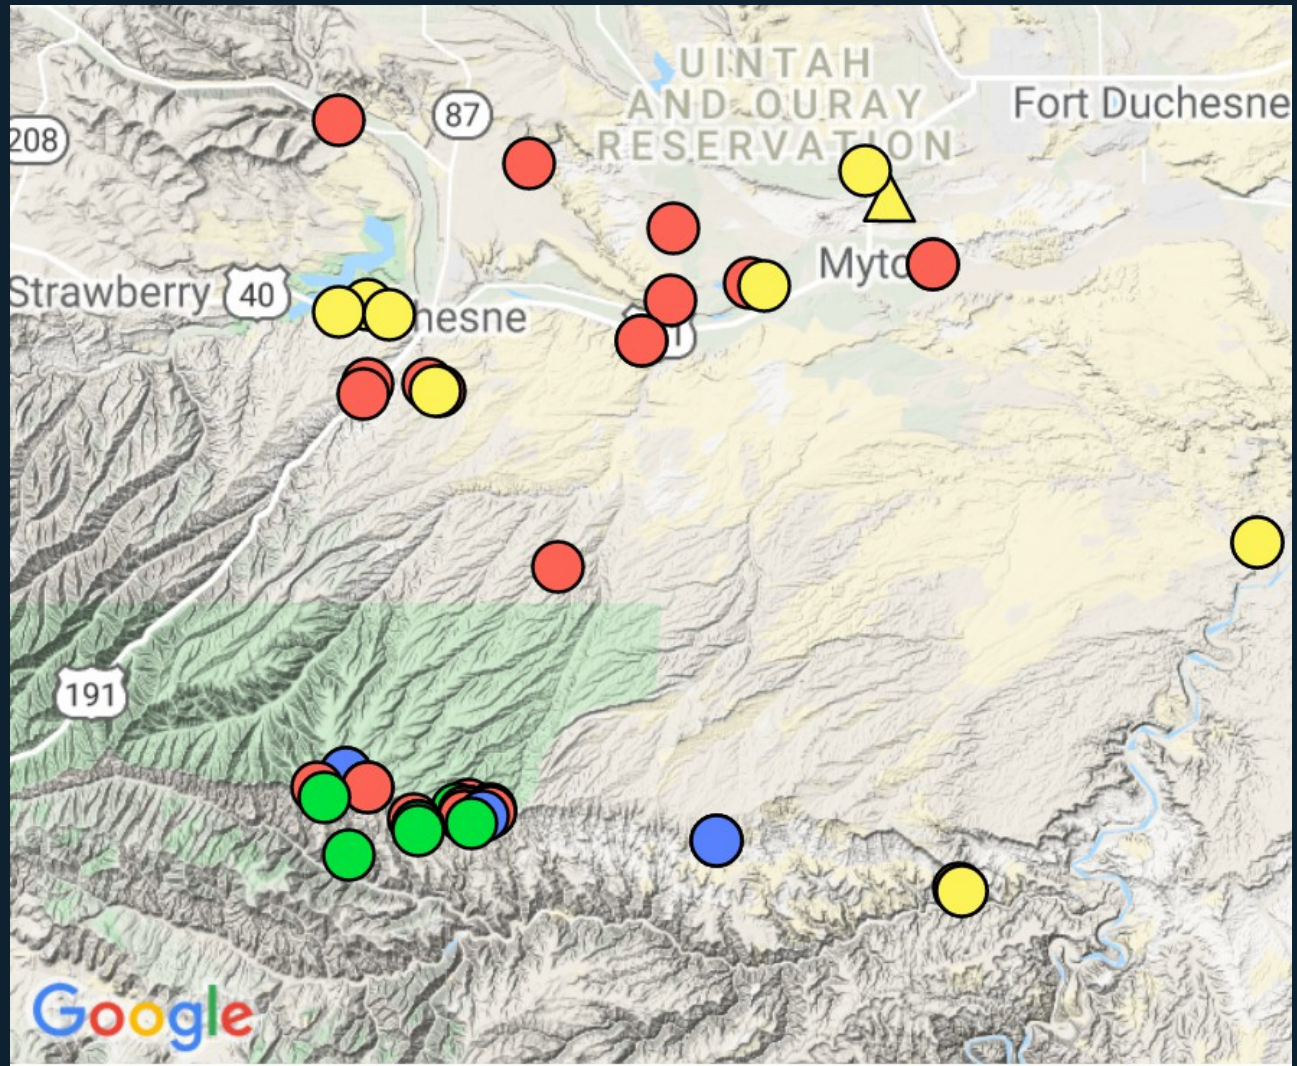 UINTAH
AND OURAY
RESERVATION
Fort Duchesne
87
208
Myto
Strawberry
40
hesne
191
Google